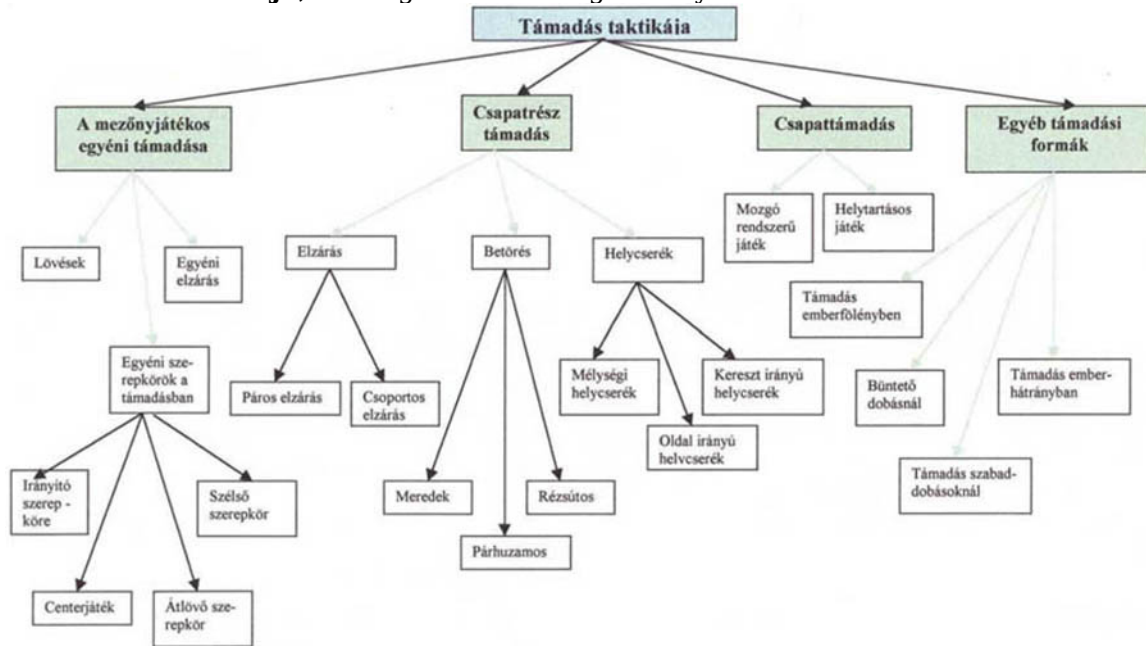 Támadás taktikája
A mezőnyjátékos
egyéni támadása
Csapatrész
támadás
Csapattámadás
Egyéb támadási
formák
Lövések
Egyéni
elzárás
Elzárás
Betörés
Helycserék
Mozgó
rendszerű
játék
Helytartásos
játék
Támadás
emberfölényben
Egyéni sze-
repkörök a
támadásban
Páros elzárás
Csoportos
elzárás
Mélységi
helycserék
Kereszt irányú
helycserék
Büntető
dobásnál
Támadás ember-
hátrányban
Oldal irányú
helvcserék
Irányító
szerep -
köre
Szélső
szerepkör
Meredek
Rézsútos
Támadás szabad-
dobásoknál
Párhuzamos
Centerjáték
Átlövő sze-
repkör